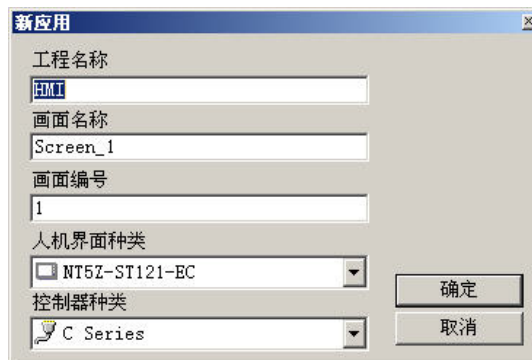 新应用
工程名称
HMI
画面名称
Screen_1
画面编号
1
人机界面种类
NT5Z-ST121-EC
控制器种类
C Series
确定
取消